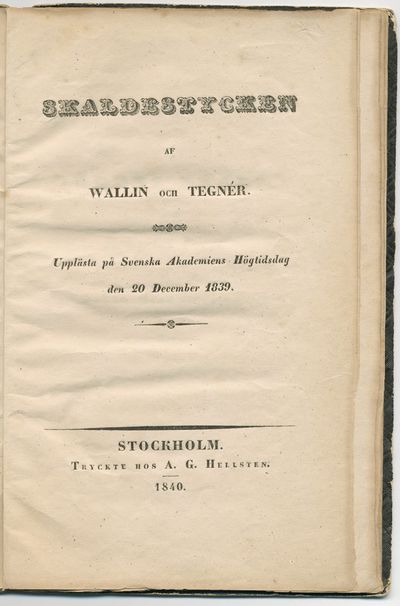 SKALDESTYCKEN
AF
WALLIN OCH TEGNÉR.
Upplästa på Svenska Akademiens Högtidsdag
den 20 December 1839.
STOCKHOLM.
TRYCKTE HOS A. G. HELLSTEN.
1840.